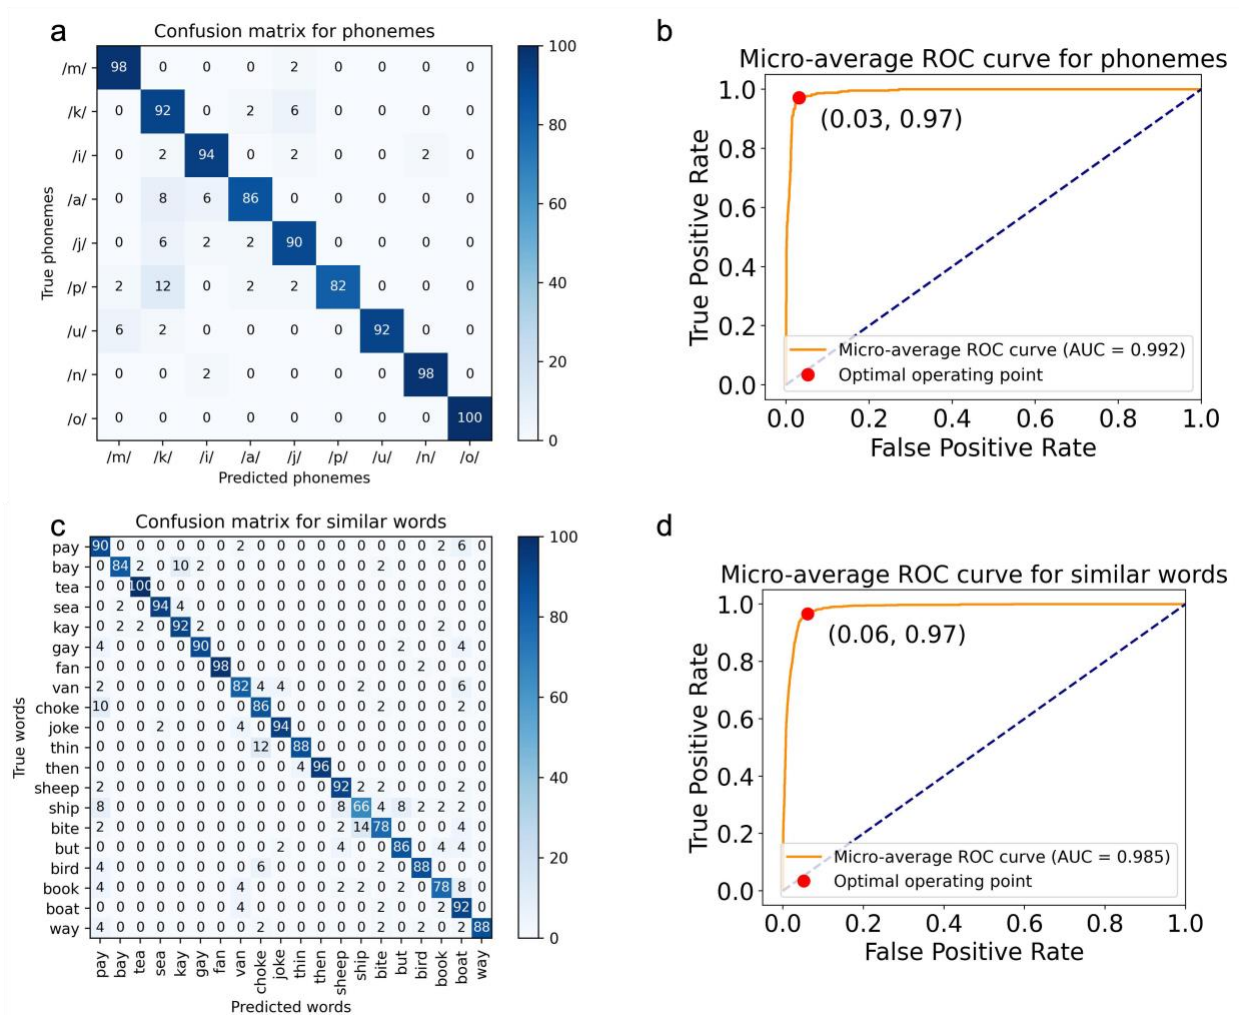 a
Confusion matrix for phonemes
True phonemes
/m/ 98 0 0 0 2 0 0 0 0
/k/ 0 92 0 2 6 0 0 0 0
/i/ 0 2 94 0 2 0 0 2 0
/a/ 0 8 6 86 0 0 0 0 0
/j/ 0 6 2 2 90 0 0 0 0
/p/ 2 12 0 2 2 82 0 0 0
/u/ 6 2 0 0 0 0 92 0 0
/n/ 0 0 2 0 0 0 0 98 0
/o/ 0 0 0 0 0 0 0 0 100
/m/ /k/ /i/ /a/ /j/ /p/ /u/ /n/ /o/
Predicted phonemes
100
80
60
40
20
0
b
Micro-average ROC curve for phonemes
True Positive Rate
1.0
0.8
0.6
0.4
0.2
0.0
(0.03, 0.97)
Micro-average ROC curve (AUC = 0.992)
Optimal operating point
0.0 0.2 0.4 0.6 0.8 1.0
False Positive Rate
c
Confusion matrix for similar words
True words
pay 90 0 0 0 0 0 0 2 0 0 0 0 0 0 0 0 0 2 6 0
bay 0 84 2 0 10 2 0 0 0 0 0 0 0 0 2 0 0 0 0 0
tea 0 0 100 0 0 0 0 0 0 0 0 0 0 0 0 0 0 0 0 0
sea 0 2 0 94 4 0 0 0 0 0 0 0 0 0 0 0 0 0 0 0
kay 0 2 2 0 92 2 0 0 0 0 0 0 0 0 0 0 0 2 0 0
gay 4 0 0 0 0 90 0 0 0 0 0 0 0 0 0 2 0 0 4 0
fan 0 0 0 0 0 0 98 0 0 0 0 0 0 0 0 0 2 0 0 0
van 2 0 0 0 0 0 0 82 4 4 0 0 0 2 0 0 0 0 6 0
choke 10 0 0 0 0 0 0 0 86 0 0 0 0 0 2 0 0 0 2 0
joke 0 0 0 2 0 0 0 4 0 94 0 0 0 0 0 0 0 0 0 0
thin 0 0 0 0 0 0 0 0 12 0 88 0 0 0 0 0 0 0 0 0
then 0 0 0 0 0 0 0 0 0 0 4 96 0 0 0 0 0 0 0 0
sheep 2 0 0 0 0 0 0 0 0 0 0 0 92 2 2 0 0 0 2 0
ship 8 0 0 0 0 0 0 0 0 0 0 0 8 66 4 8 2 2 2 0
bite 2 0 0 0 0 0 0 0 0 0 0 0 2 14 78 0 0 0 4 0
but 0 0 0 0 0 0 0 0 0 2 0 0 4 0 0 86 0 4 4 0
bird 4 0 0 0 0 0 0 0 6 0 0 0 0 0 2 0 88 0 0 0
book 4 0 0 0 0 0 0 4 0 0 0 0 2 2 0 2 0 78 8 0
boat 0 0 0 0 0 0 0 4 0 0 0 0 0 0 2 0 0 2 92 0
way 4 0 0 0 0 0 0 0 2 0 0 0 0 0 2 0 2 0 2 88
pay bay tea sea kay gay fan van choke joke thin then sheep ship bite but bird book boat way
Predicted words
100
80
60
40
20
0
d
Micro-average ROC curve for similar words
True Positive Rate
1.0
0.8
0.6
0.4
0.2
0.0
(0.06, 0.97)
Micro-average ROC curve (AUC = 0.985)
Optimal operating point
0.0 0.2 0.4 0.6 0.8 1.0
False Positive Rate